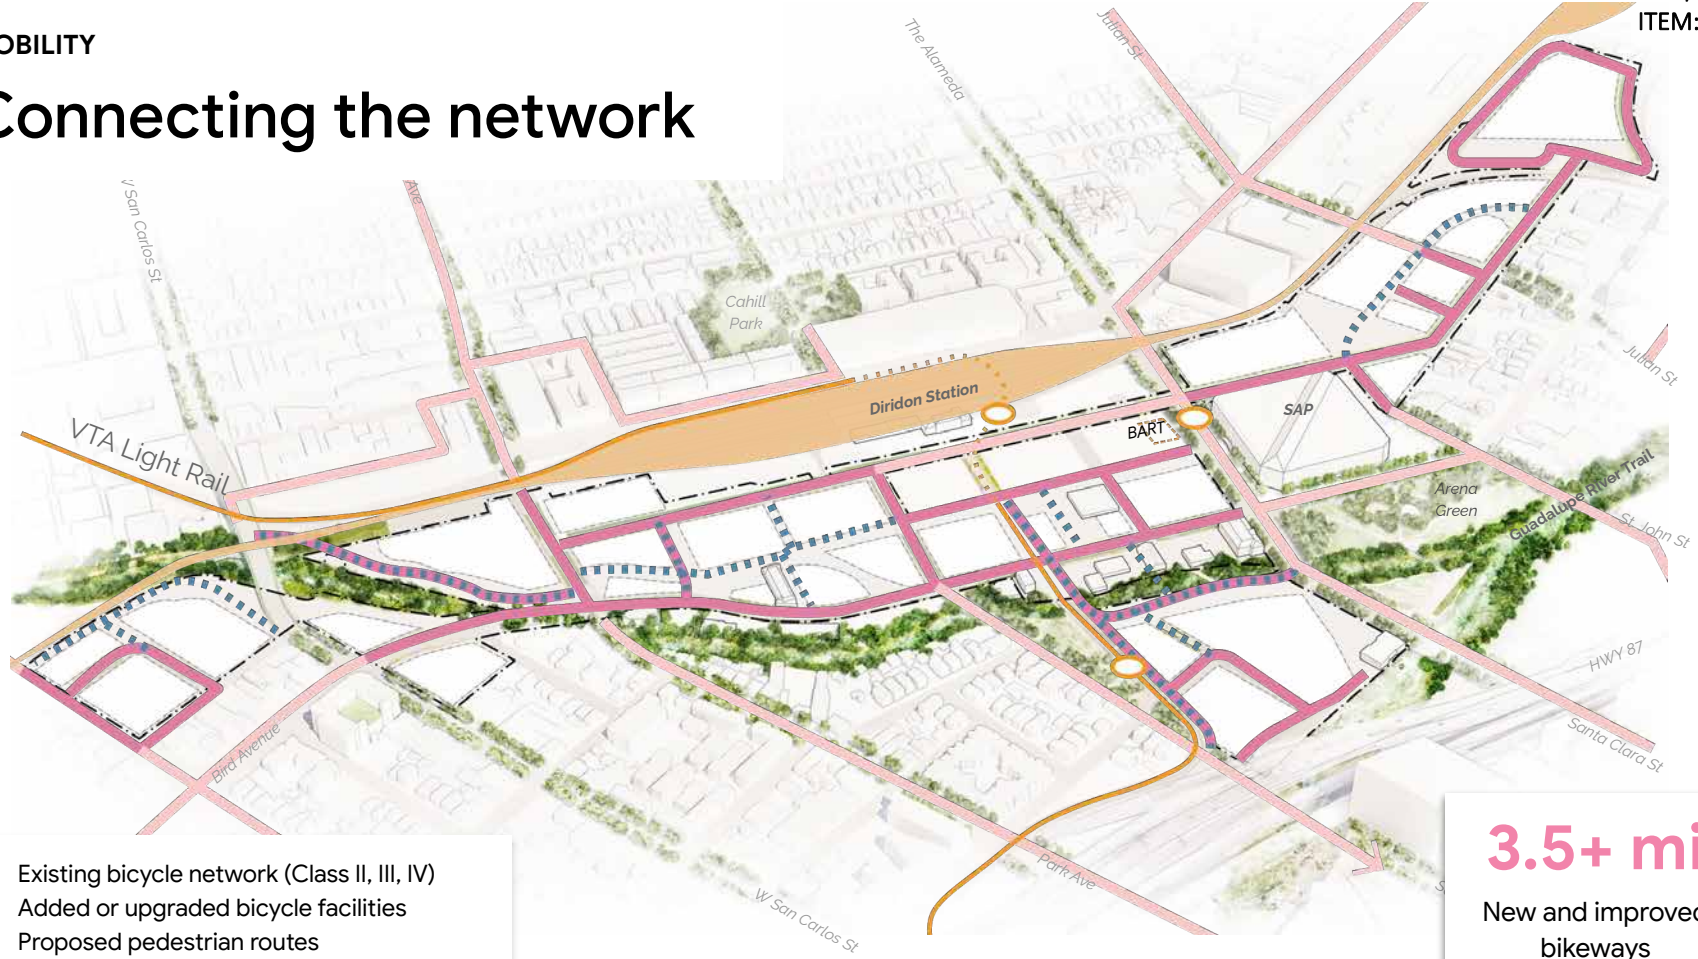 OBILITY
ITEM:
Connecting the network
The Alameda
Julian St
W San Carlos St
Ave
Cahill
Park
Diridon Station
VTA Light Rail
BART
SAP
Julian St
Arena
Green
Guadalupe River Trail
St. John St
HWY 87
Santa Clara St
Bird Avenue
Park Ave
W San Carlos St
Existing bicycle network (Class II, III, IV)
Added or upgraded bicycle facilities
Proposed pedestrian routes
3.5+ mi
New and improved
bikeways